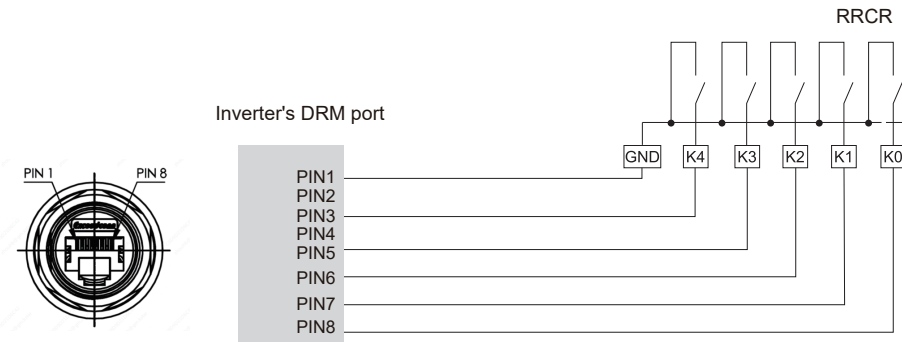 RRCR
Inverter's DRM port
GND K4 K3 K2 K1 K0
PIN 1 PIN 8
PIN1
PIN2
PIN3
PIN4
PIN5
PIN6
PIN7
PIN8